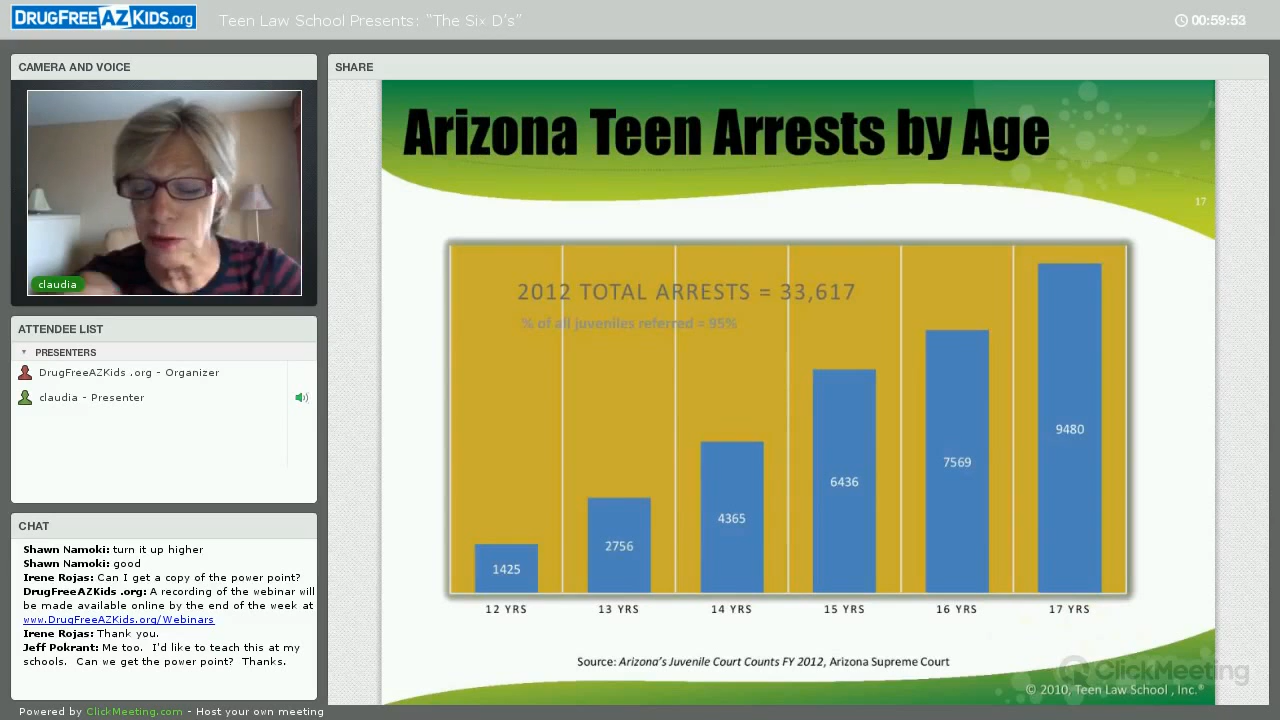 DRUGFREEAZKIDS.org
Teen Law School Presents: "The Six D's"
00:59:53
CAMERA AND VOICE
claudia
ATTENDEE LIST
PRESENTERS
DrugFreeAZKids .org - Organizer
claudia - Presenter
CHAT
Shawn Namoki: turn it up higher
Shawn Namoki: good
Irene Rojas: Can I get a copy of the power point?
DrugFreeAZKids .org: A recording of the webinar will
be made available online by the end of the week at
www.DrugFreeAZKids.org/Webinars
Irene Rojas: Thank you.
Jeff Pokrant: Me too. I'd like to teach this at my
schools. Can we get the power point? Thanks.
Powered by ClickMeeting.com - Host your own meeting
SHARE
Arizona Teen Arrests by Age
17
2012 TOTAL ARRESTS = 33,617
% of all juveniles referred = 95%
1425
2756
4365
6436
7569
9480
12 YRS
13 YRS
14 YRS
15 YRS
16 YRS
17 YRS
Source: Arizona's Juvenile Court Counts FY 2012, Arizona Supreme Court
ClickMeeting
© 2010, Teen Law School , Inc.®